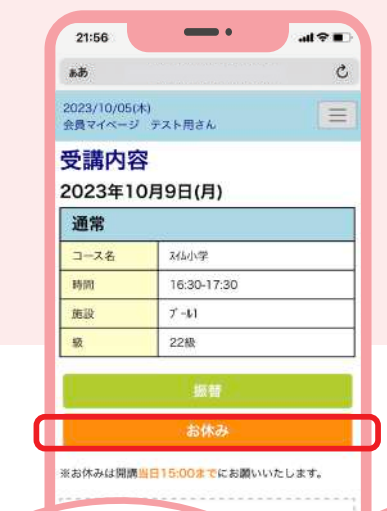 21:56
ああ
2023/10/05(木)
会員マイページ テスト用さん
受講内容
2023年10月9日(月)
通常
コース名 ｽｲﾑ小学
時間 16:30-17:30
施設 ﾌﾟｰﾙ1
級 22級
振替
お休み
※お休みは開講当日15:00までにお願いいたします。